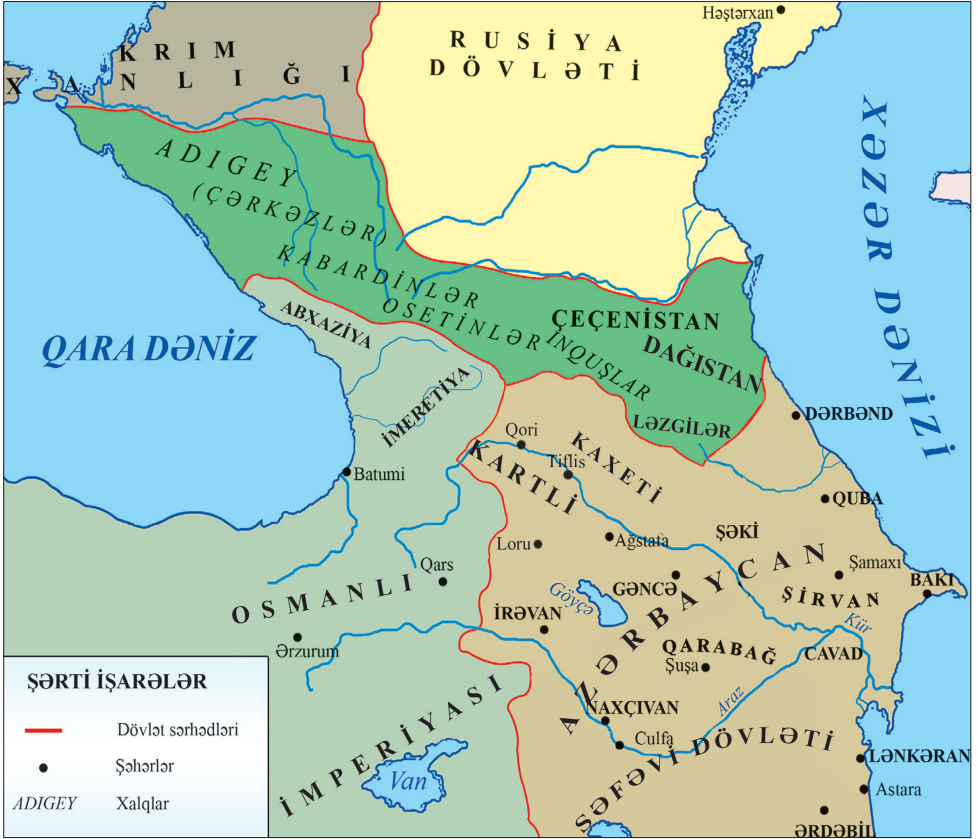 Həştərxan
KRIM
XANLIĞI
RUSİYA
DÖVLƏTİ
XƏZƏR DƏNİZİ
ADIGEY
(ÇƏRKƏZLƏR)
KABARDİNLƏR
OSETİNLƏR
İNQUŞLAR
ÇEÇENİSTAN
DAĞISTAN
LƏZGİLƏR
ABXAZİYA
İMERETİYA
QARA DƏNİZ
DƏRBƏND
Qori
KAXETİ
Tiflis
KARTLİ
Batumi
QUBA
Loru
Ağstafa
ŞƏKİ
Şamaxı
BAKI
Qars
GƏNCƏ
Göyçə
AZƏRBAYCAN
ŞİRVAN
OSMANLI
İMPERİYASI
İRƏVAN
Kür
Ərzurum
QARABAĞ
CAVAD
Şuşa
Araz
NAXÇIVAN
Culfa
SƏFƏVİ DÖVLƏTİ
LƏNKƏRAN
Van
Astara
ƏRDƏBİL
ŞƏRTİ İŞARƏLƏR
Dövlət sərhədləri
Şəhərlər
ADIGEY Xalqlar